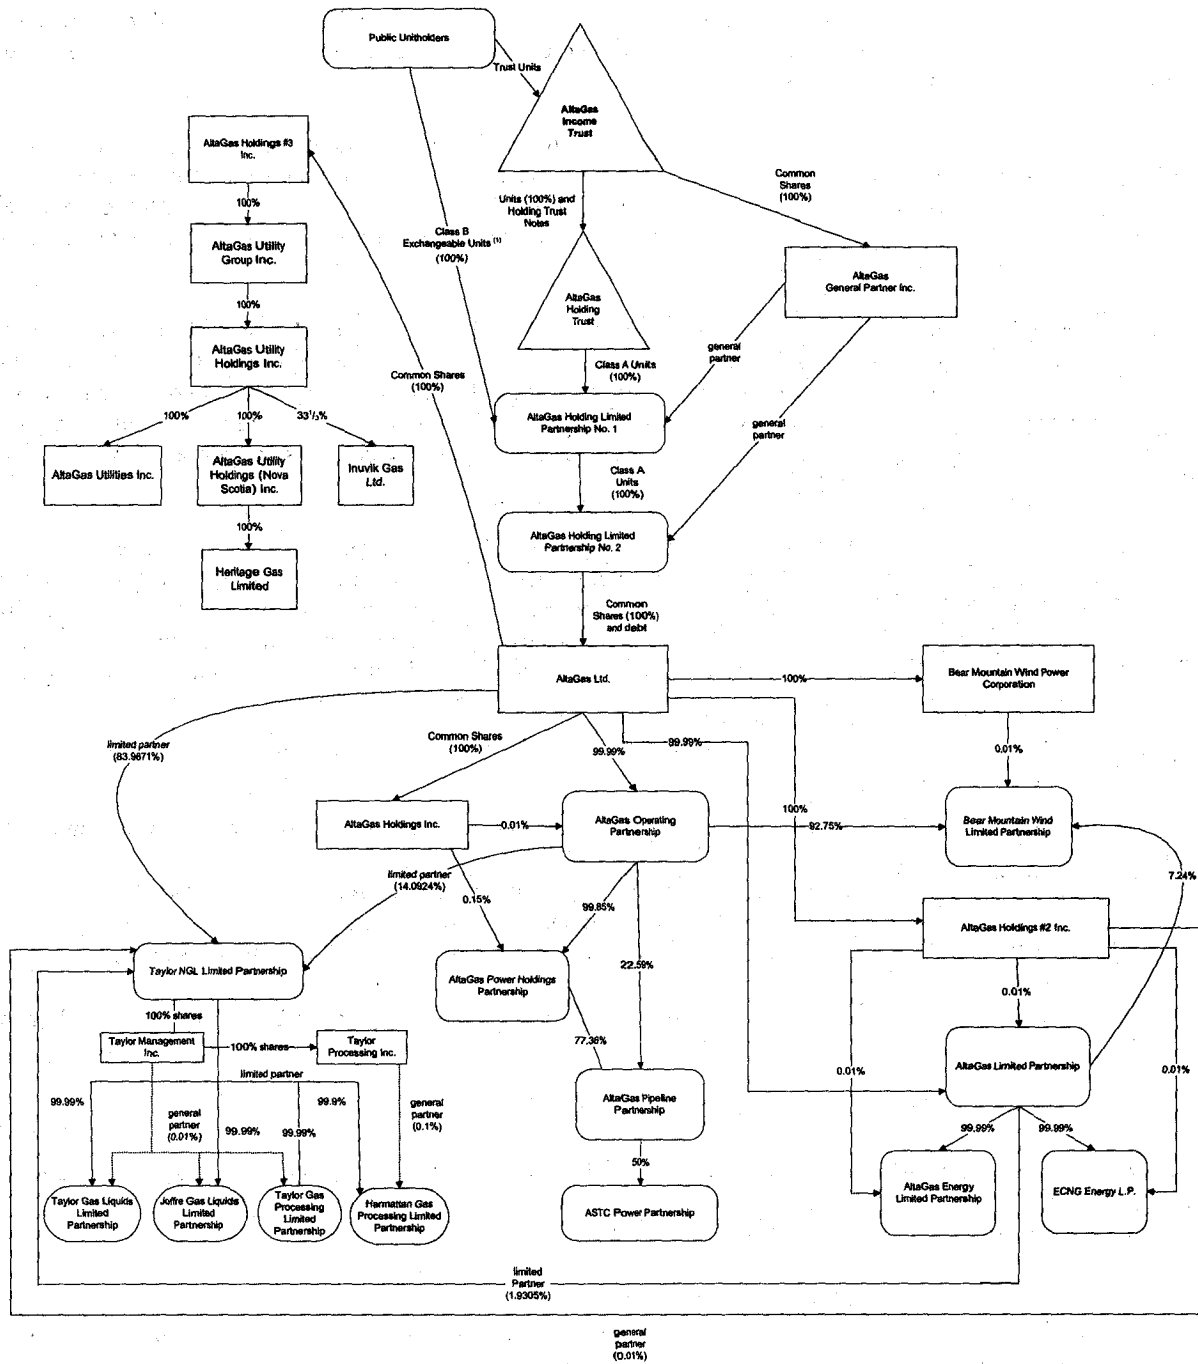 Public Unitholders
Trust Units
AltaGas
Income
Trust
AltaGas Holdings #3
Inc.
Common
Shares
(100%)
100%
Units (100%) and
Holding Trust
Notes
Class B
Exchangeable Units (1)
(100%)
AltaGas Utility
Group Inc.
AltaGas
General Partner Inc.
100%
AltaGas
Holding
Trust
AltaGas Utility
Holdings Inc.
general
partner
Common Shares
(100%)
Class A Units
(100%)
100%
100%
33 1/3%
AltaGas Holding Limited
Partnership No. 1
general
partner
AltaGas Utilities Inc.
AltaGas Utility
Holdings (Nova
Scotia) Inc.
Inuvik Gas
Ltd.
Class A
Units
(100%)
100%
AltaGas Holding Limited
Partnership No. 2
Heritage Gas
Limited
Common
Shares (100%)
and debt
AltaGas Ltd.
100%
Bear Mountain Wind Power
Corporation
limited partner
(83.9671%)
Common Shares
(100%)
99.99%
99.99%
0.01%
100%
AltaGas Holdings Inc.
0.01%
AltaGas Operating
Partnership
92.75%
Bear Mountain Wind
Limited Partnership
limited partner
(14.0924%)
7.24%
0.15%
99.85%
AltaGas Holdings #2 Inc.
Taylor NGL Limited Partnership
AltaGas Power Holdings
Partnership
22.59%
0.01%
100% shares
Taylor Management
Inc.
100% shares
Taylor
Processing Inc.
77.36%
AltaGas Limited Partnership
limited partner
0.01%
0.01%
99.99%
99.9%
general
partner
(0.01%)
99.99%
99.99%
general
partner
(0.1%)
AltaGas Pipeline
Partnership
99.99%
99.99%
50%
Taylor Gas Liquids
Limited
Partnership
Joffre Gas Liquids
Limited
Partnership
Taylor Gas
Processing
Limited
Partnership
Harmattan Gas
Processing Limited
Partnership
ASTC Power Partnership
AltaGas Energy
Limited Partnership
ECNG Energy L.P.
limited
Partner
(1.9305%)
general
partner
(0.01%)